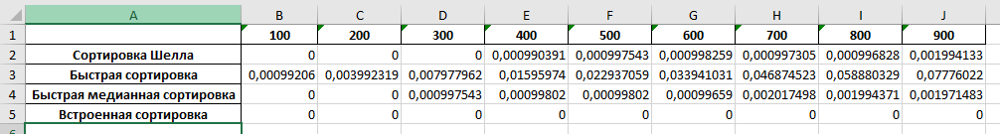 A B C D E F G H I J
1 100 200 300 400 500 600 700 800 900
2 Сортировка Шелла 0 0 0 0,000990391 0,000997543 0,000998259 0,000997305 0,000996828 0,001994133
3 Быстрая сортировка 0,00099206 0,003992319 0,007977962 0,01595974 0,022937059 0,033941031 0,046874523 0,058880329 0,07776022
4 Быстрая медианная сортировка 0 0 0,000997543 0,00099802 0,00099802 0,00099659 0,002017498 0,001994371 0,001971483
5 Встроенная сортировка 0 0 0 0 0 0 0 0 0